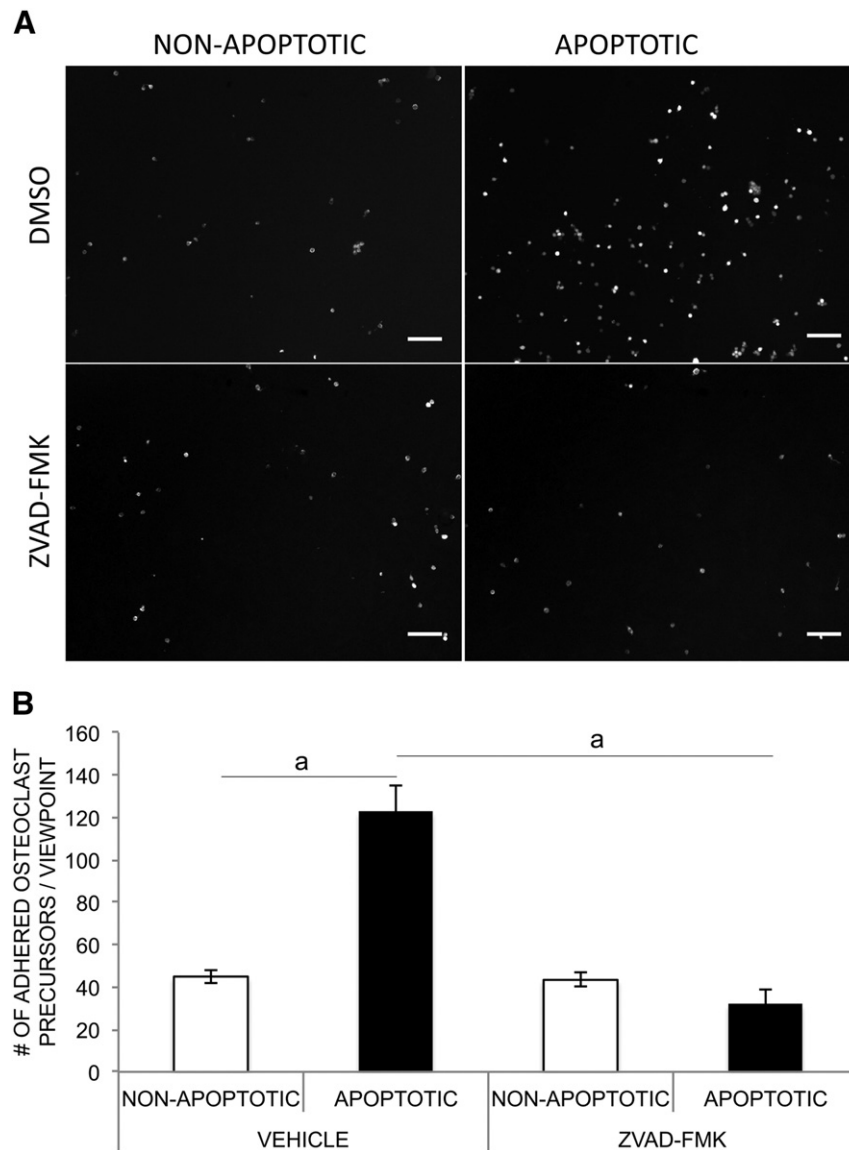 A
NON-APOPTOTIC APOPTOTIC
DMSO
ZVAD-FMK
B
# OF ADHERED OSTEOCLAST
PRECURSORS / VIEWPOINT
160
140
120
100
80
60
40
20
0
a
a
NON-APOPTOTIC APOPTOTIC NON-APOPTOTIC APOPTOTIC
VEHICLE ZVAD-FMK